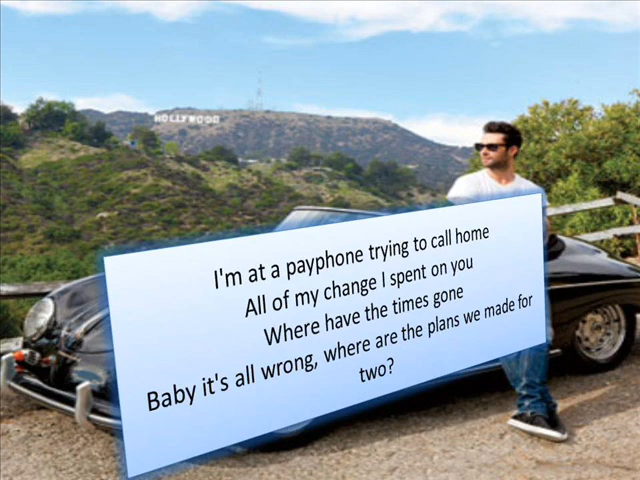 HOLLYWOOD
I'm at a payphone trying to call home
All of my change I spent on you
Where have the times gone
Baby it's all wrong, where are the plans we made for
two?